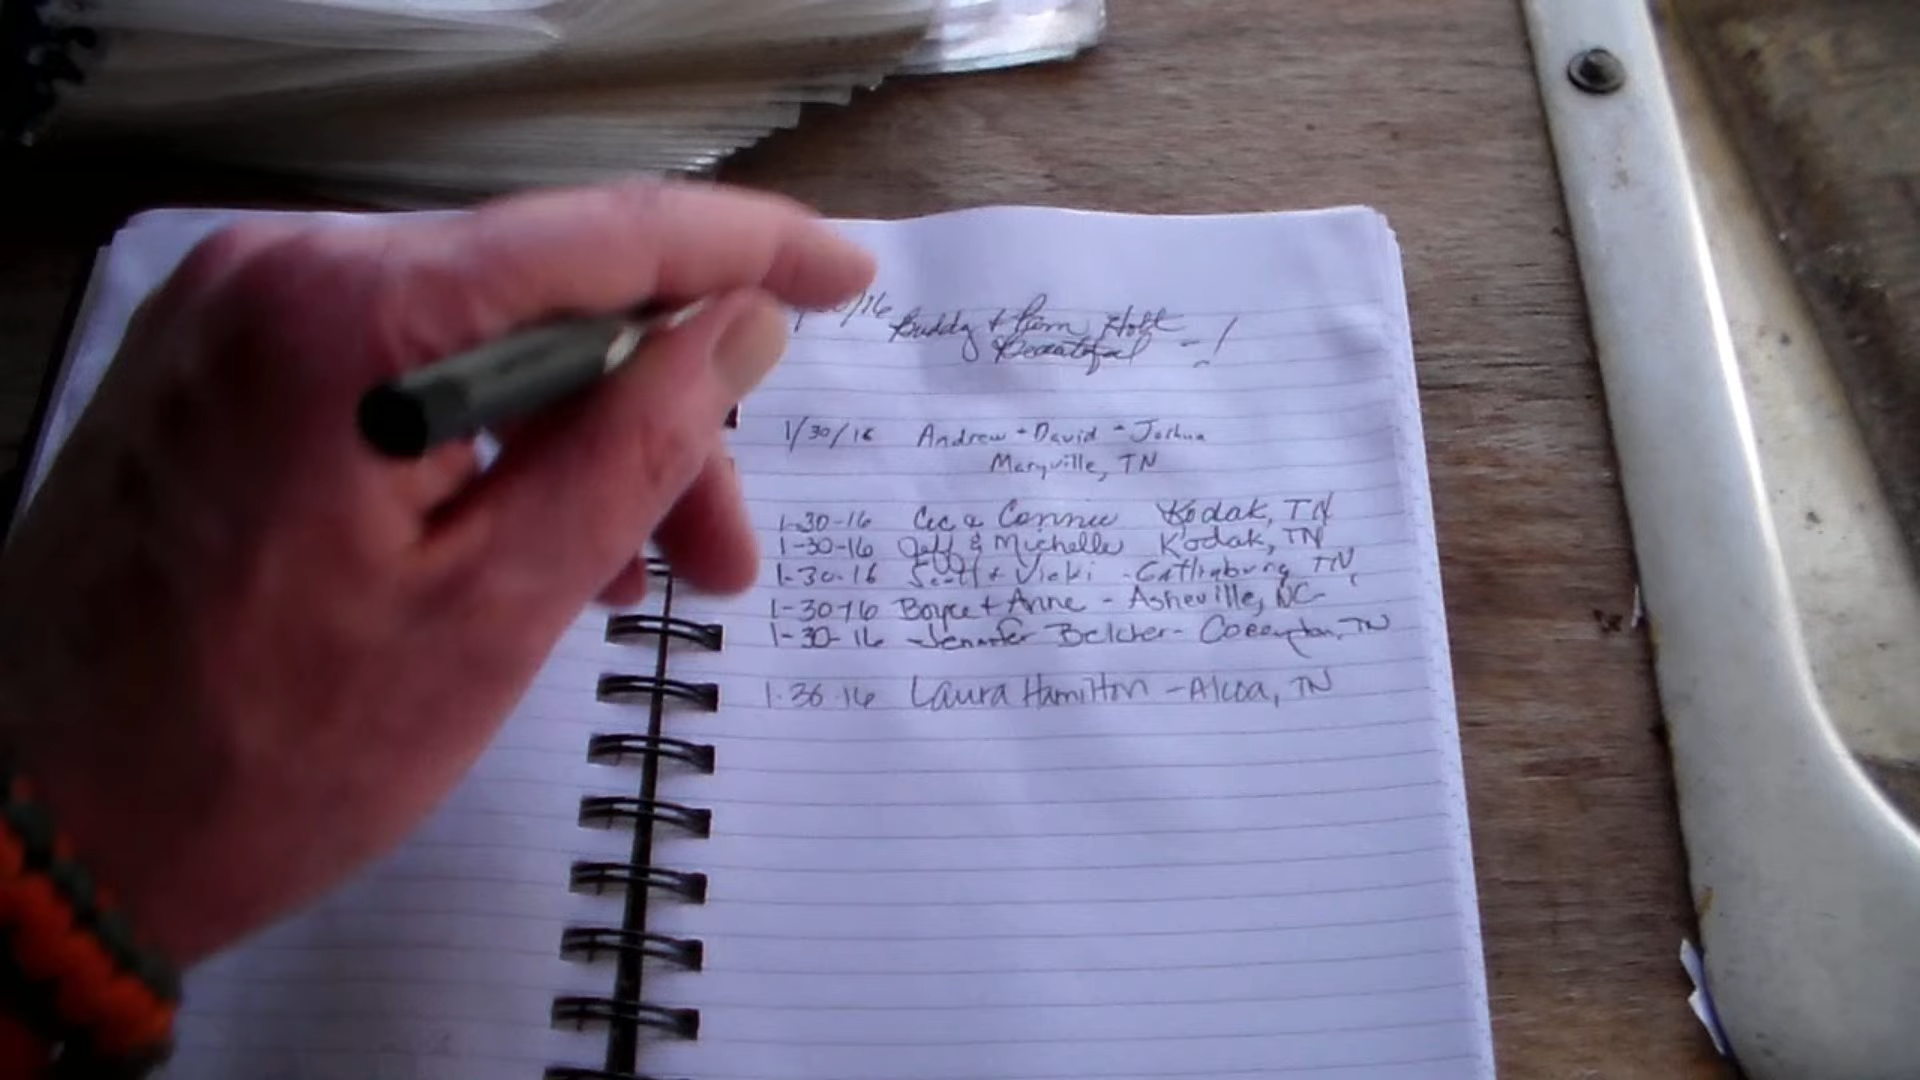 /16 Buddy + Pam Holt
Beautiful - !
1/30/16 Andrew - David - Joshua
Maryville, TN
1-30-16 Cec & Connie Kodak, TN
1-30-16 Jeff & Michelle Kodak, TN
1-30-16 Scott + Vicki - Gatlinburg TN
1-30-16 Boyce + Anne - Asheville, NC
1-30-16 Jennifer Belcher - TN
1-30-16 Laura Hamilton - Alcoa, TN